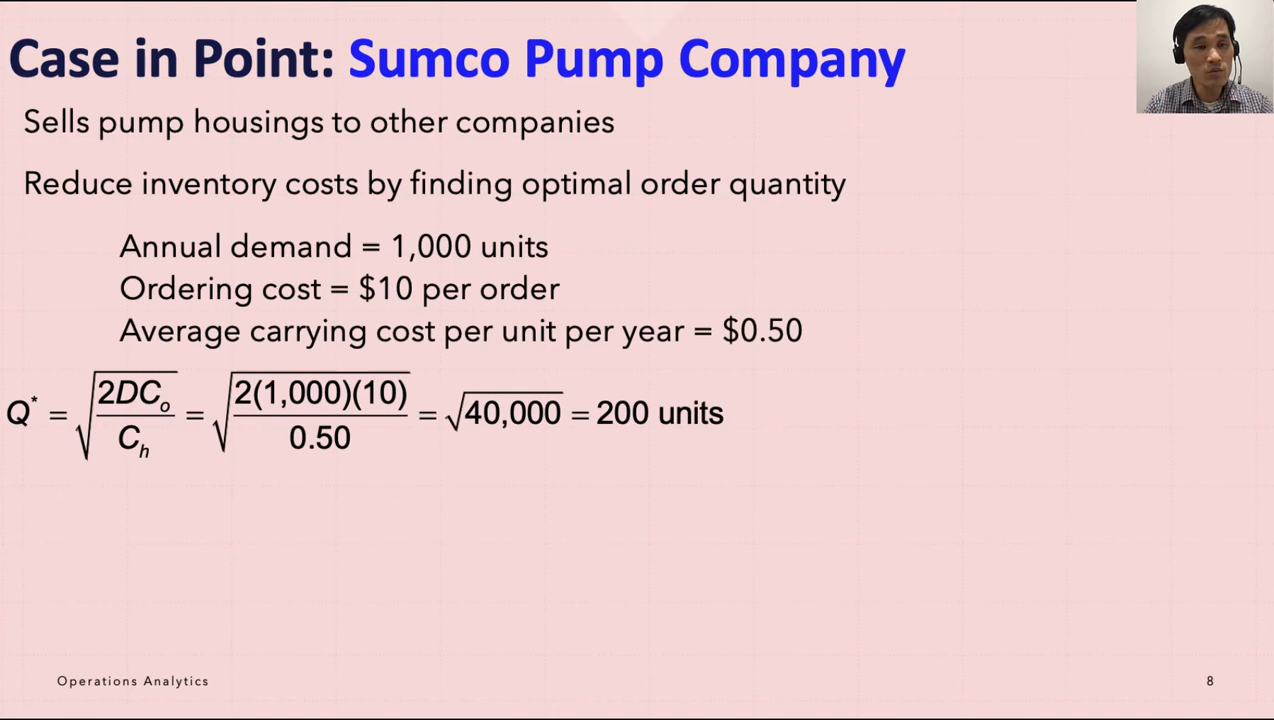 Case in Point: Sumco Pump Company
Sells pump housings to other companies
Reduce inventory costs by finding optimal order quantity
Annual demand = 1,000 units
Ordering cost = $10 per order
Average carrying cost per unit per year = $0.50
Q* = √(2DCₒ / Cₕ) = √(2(1,000)(10) / 0.50) = √40,000 = 200 units
Operations Analytics
8